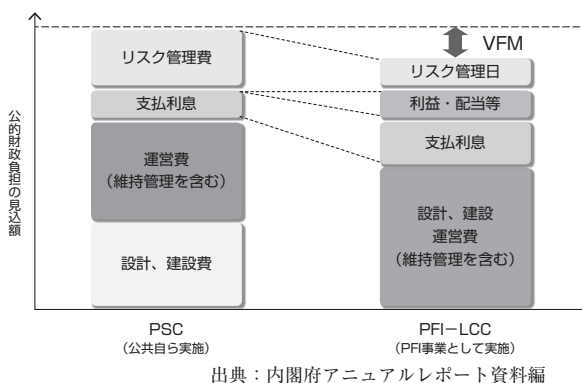 公的財政負担の見込額
リスク管理費
支払利息
運営費
（維持管理を含む）
設計、建設費
VFM
リスク管理日
利益・配当等
支払利息
設計、建設
運営費
（維持管理を含む）
PSC
（公共自ら実施）
PFI－LCC
（PFI事業として実施）
出典：内閣府アニュアルレポート資料編